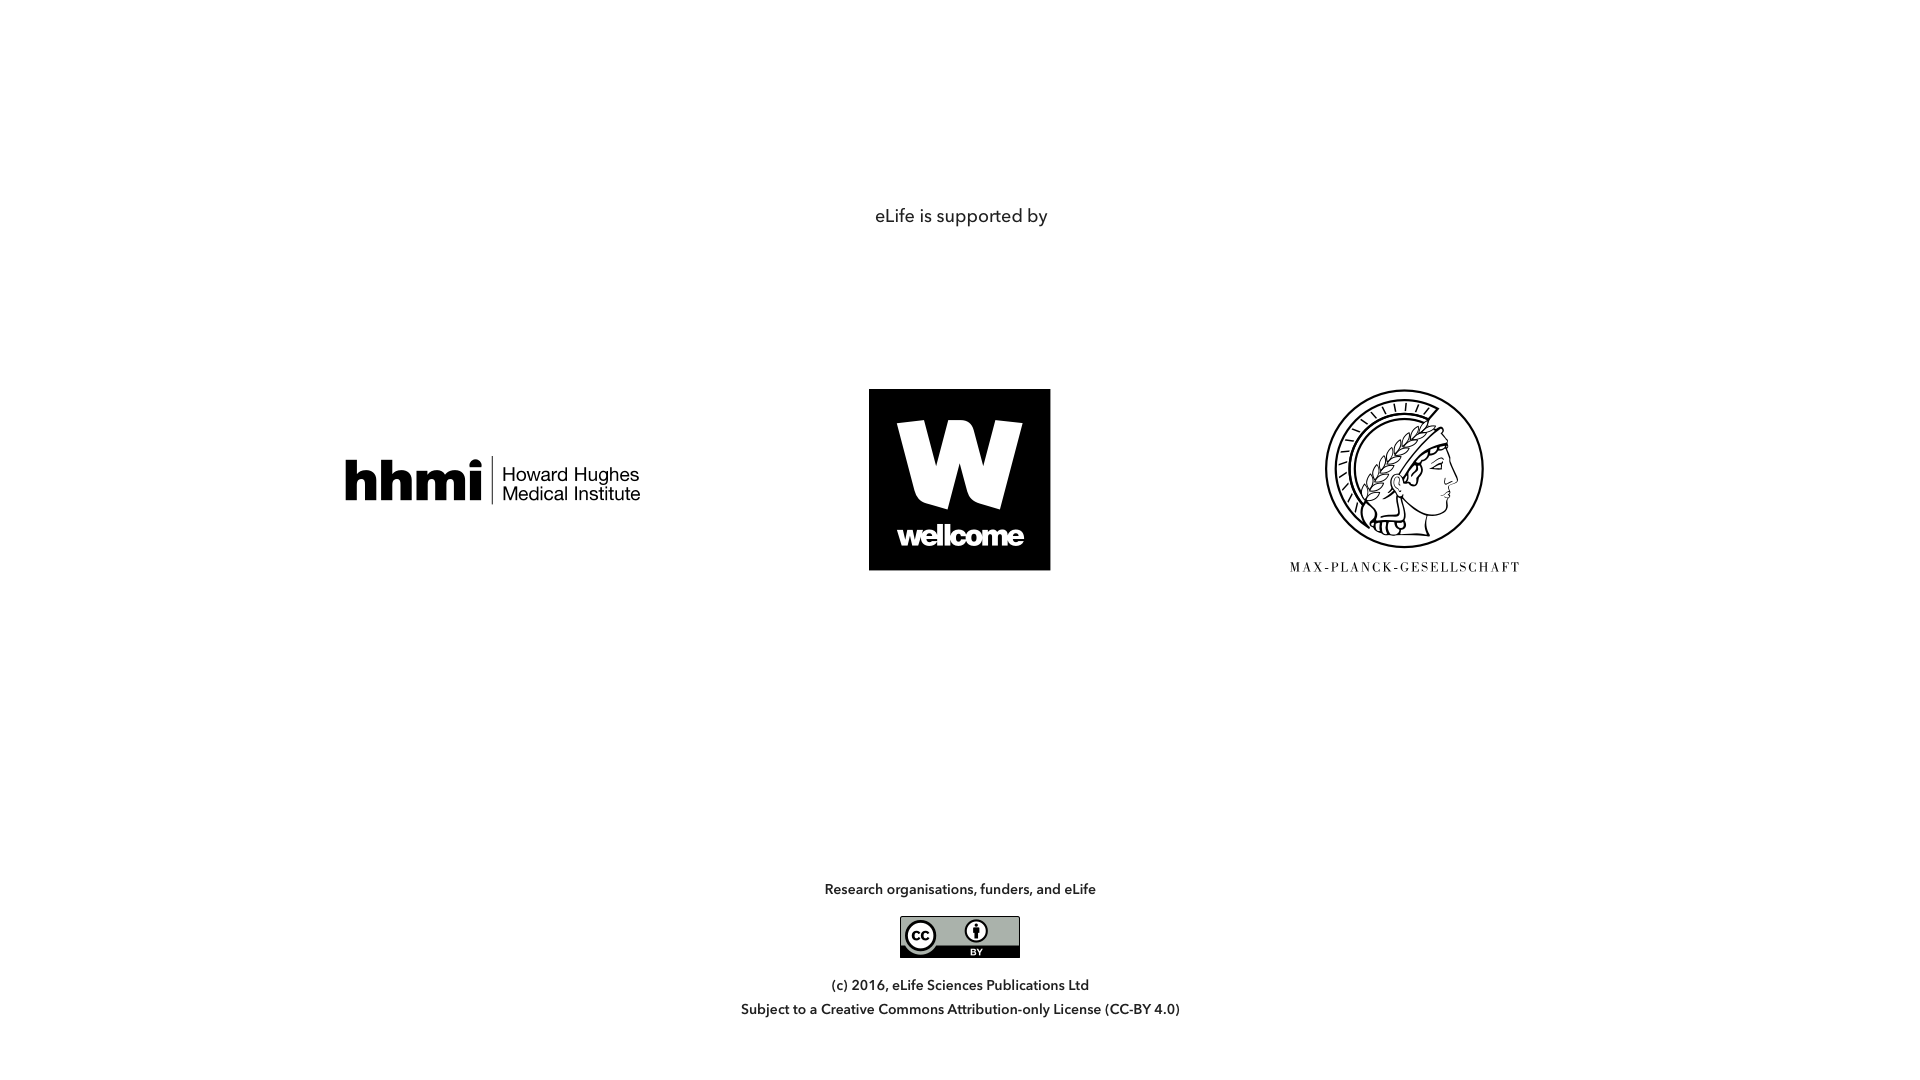 eLife is supported by
hhmi
Howard Hughes
Medical Institute
W
wellcome
MAX-PLANCK-GESELLSCHAFT
Research organisations, funders, and eLife
cc
BY
(c) 2016, eLife Sciences Publications Ltd
Subject to a Creative Commons Attribution-only License (CC-BY 4.0)